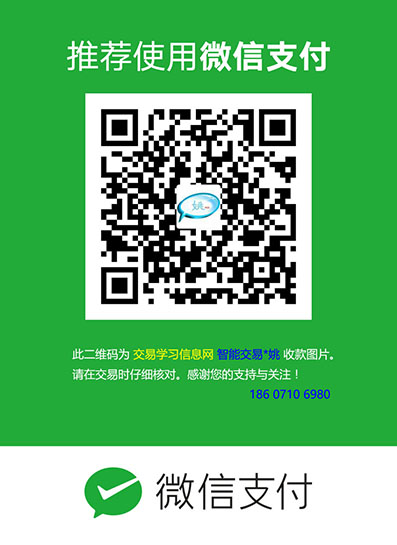 推荐使用微信支付
姚
此二维码为 交易学习信息网 智能交易*姚 收款图片。
请在交易时仔细核对。感谢您的支持与关注！
186 0710 6980
微信支付